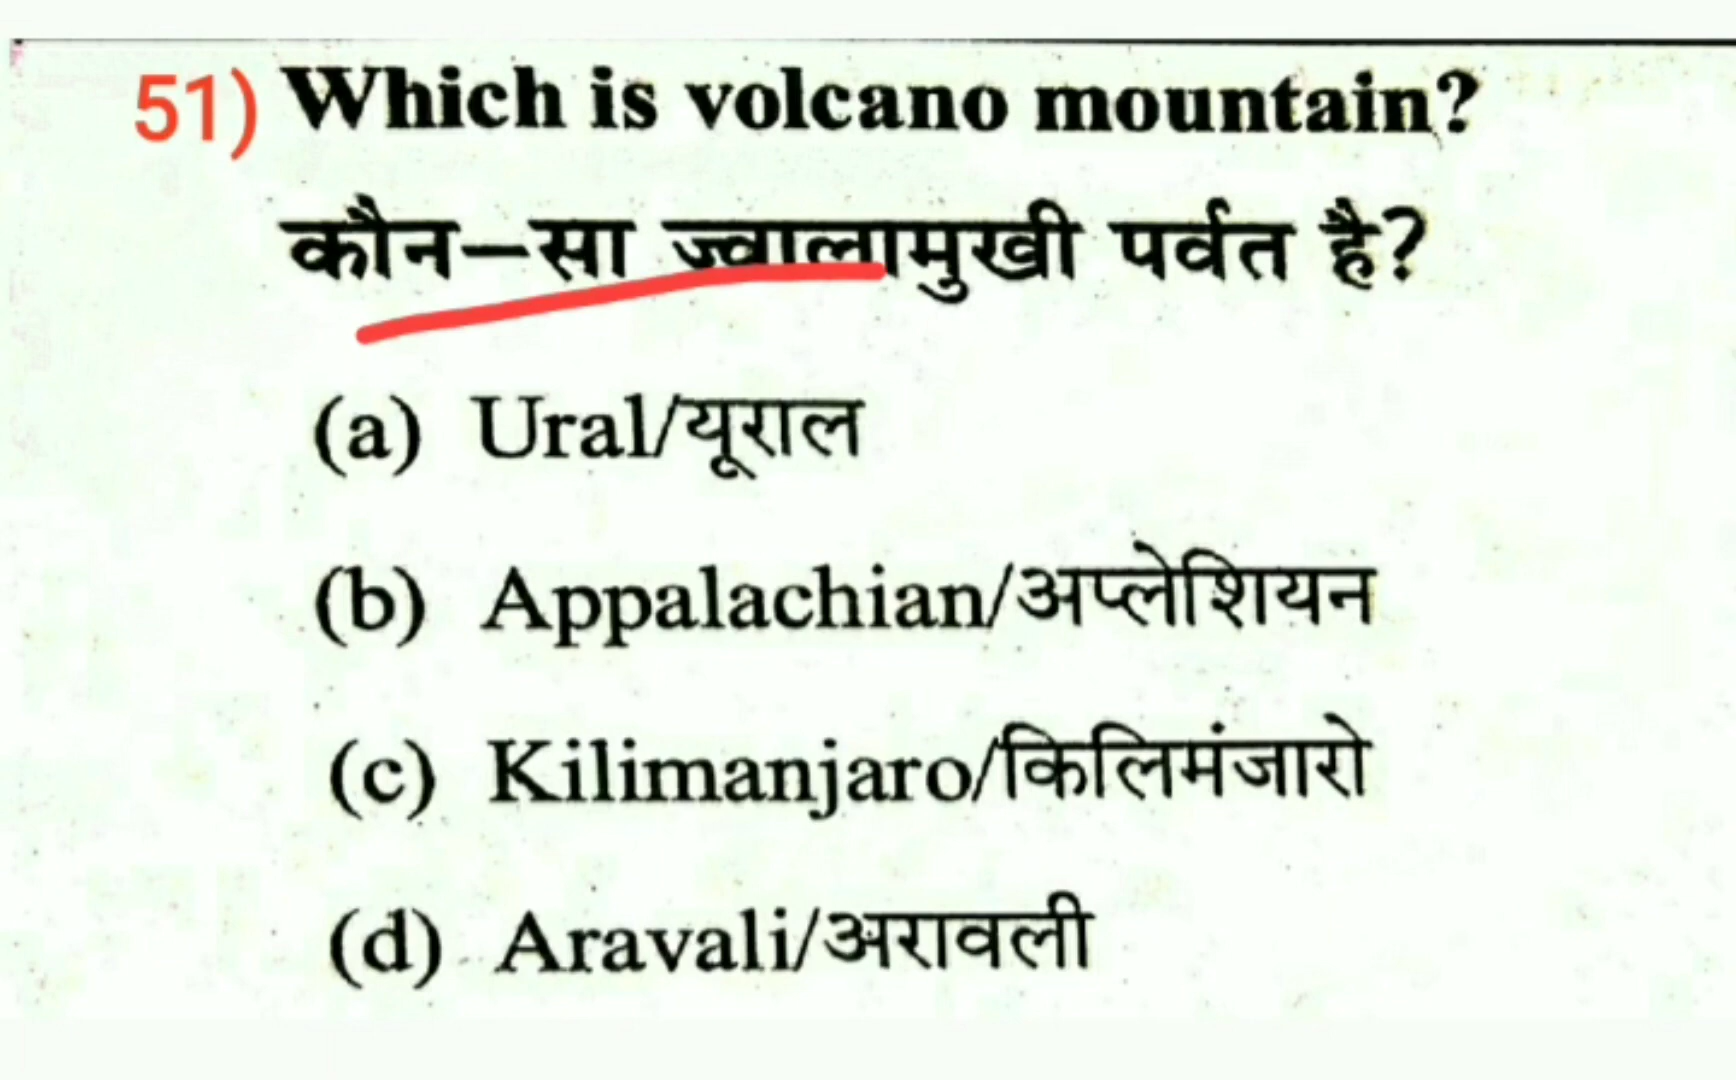 51) Which is volcano mountain?
कौन–सा ज्वालामुखी पर्वत है?
(a) Ural/यूराल
(b) Appalachian/अप्लेशियन
(c) Kilimanjaro/किलिमंजारो
(d) Aravali/अरावली